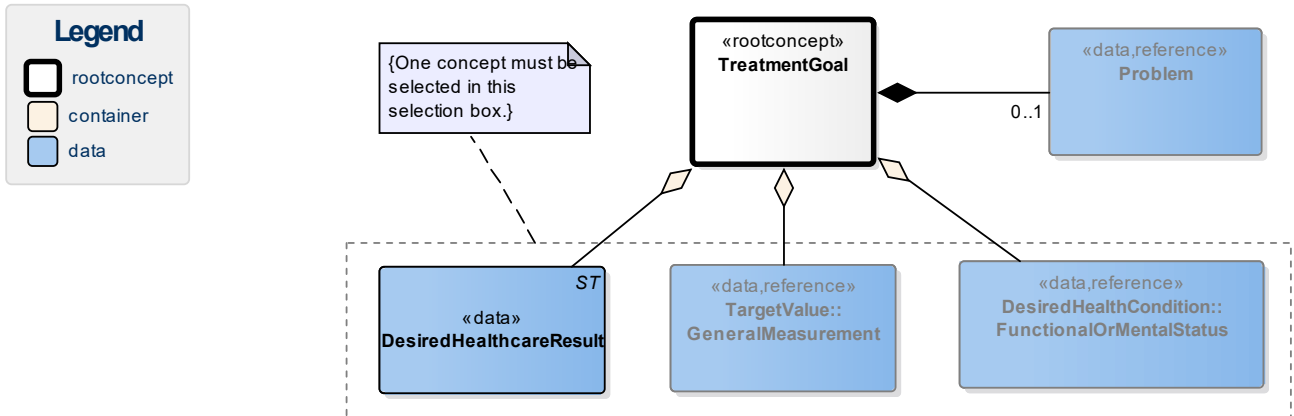 Legend
rootconcept
container
data
{One concept must be
selected in this
selection box.}
«rootconcept»
TreatmentGoal
«data,reference»
Problem
0..1
ST
«data»
DesiredHealthcareResult
«data,reference»
TargetValue::
GeneralMeasurement
«data,reference»
DesiredHealthCondition::
FunctionalOrMentalStatus